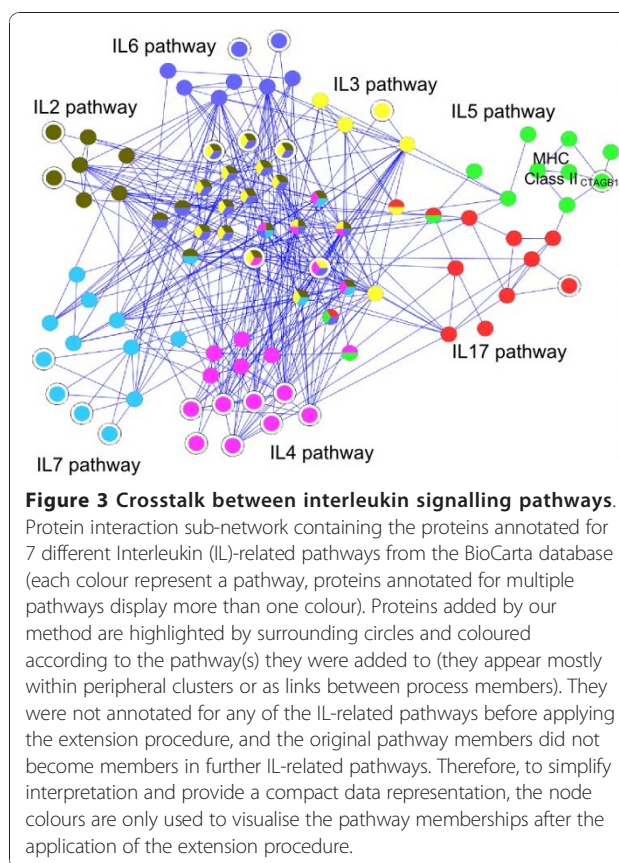 IL6 pathway
IL3 pathway
IL2 pathway
IL5 pathway
MHC
Class II CTAGB1
IL17 pathway
IL4 pathway
IL7 pathway
Figure 3 Crosstalk between interleukin signalling pathways.
Protein interaction sub-network containing the proteins annotated for
7 different Interleukin (IL)-related pathways from the BioCarta database
(each colour represent a pathway, proteins annotated for multiple
pathways display more than one colour). Proteins added by our
method are highlighted by surrounding circles and coloured
according to the pathway(s) they were added to (they appear mostly
within peripheral clusters or as links between process members). They
were not annotated for any of the IL-related pathways before applying
the extension procedure, and the original pathway members did not
become members in further IL-related pathways. Therefore, to simplify
interpretation and provide a compact data representation, the node
colours are only used to visualise the pathway memberships after the
application of the extension procedure.